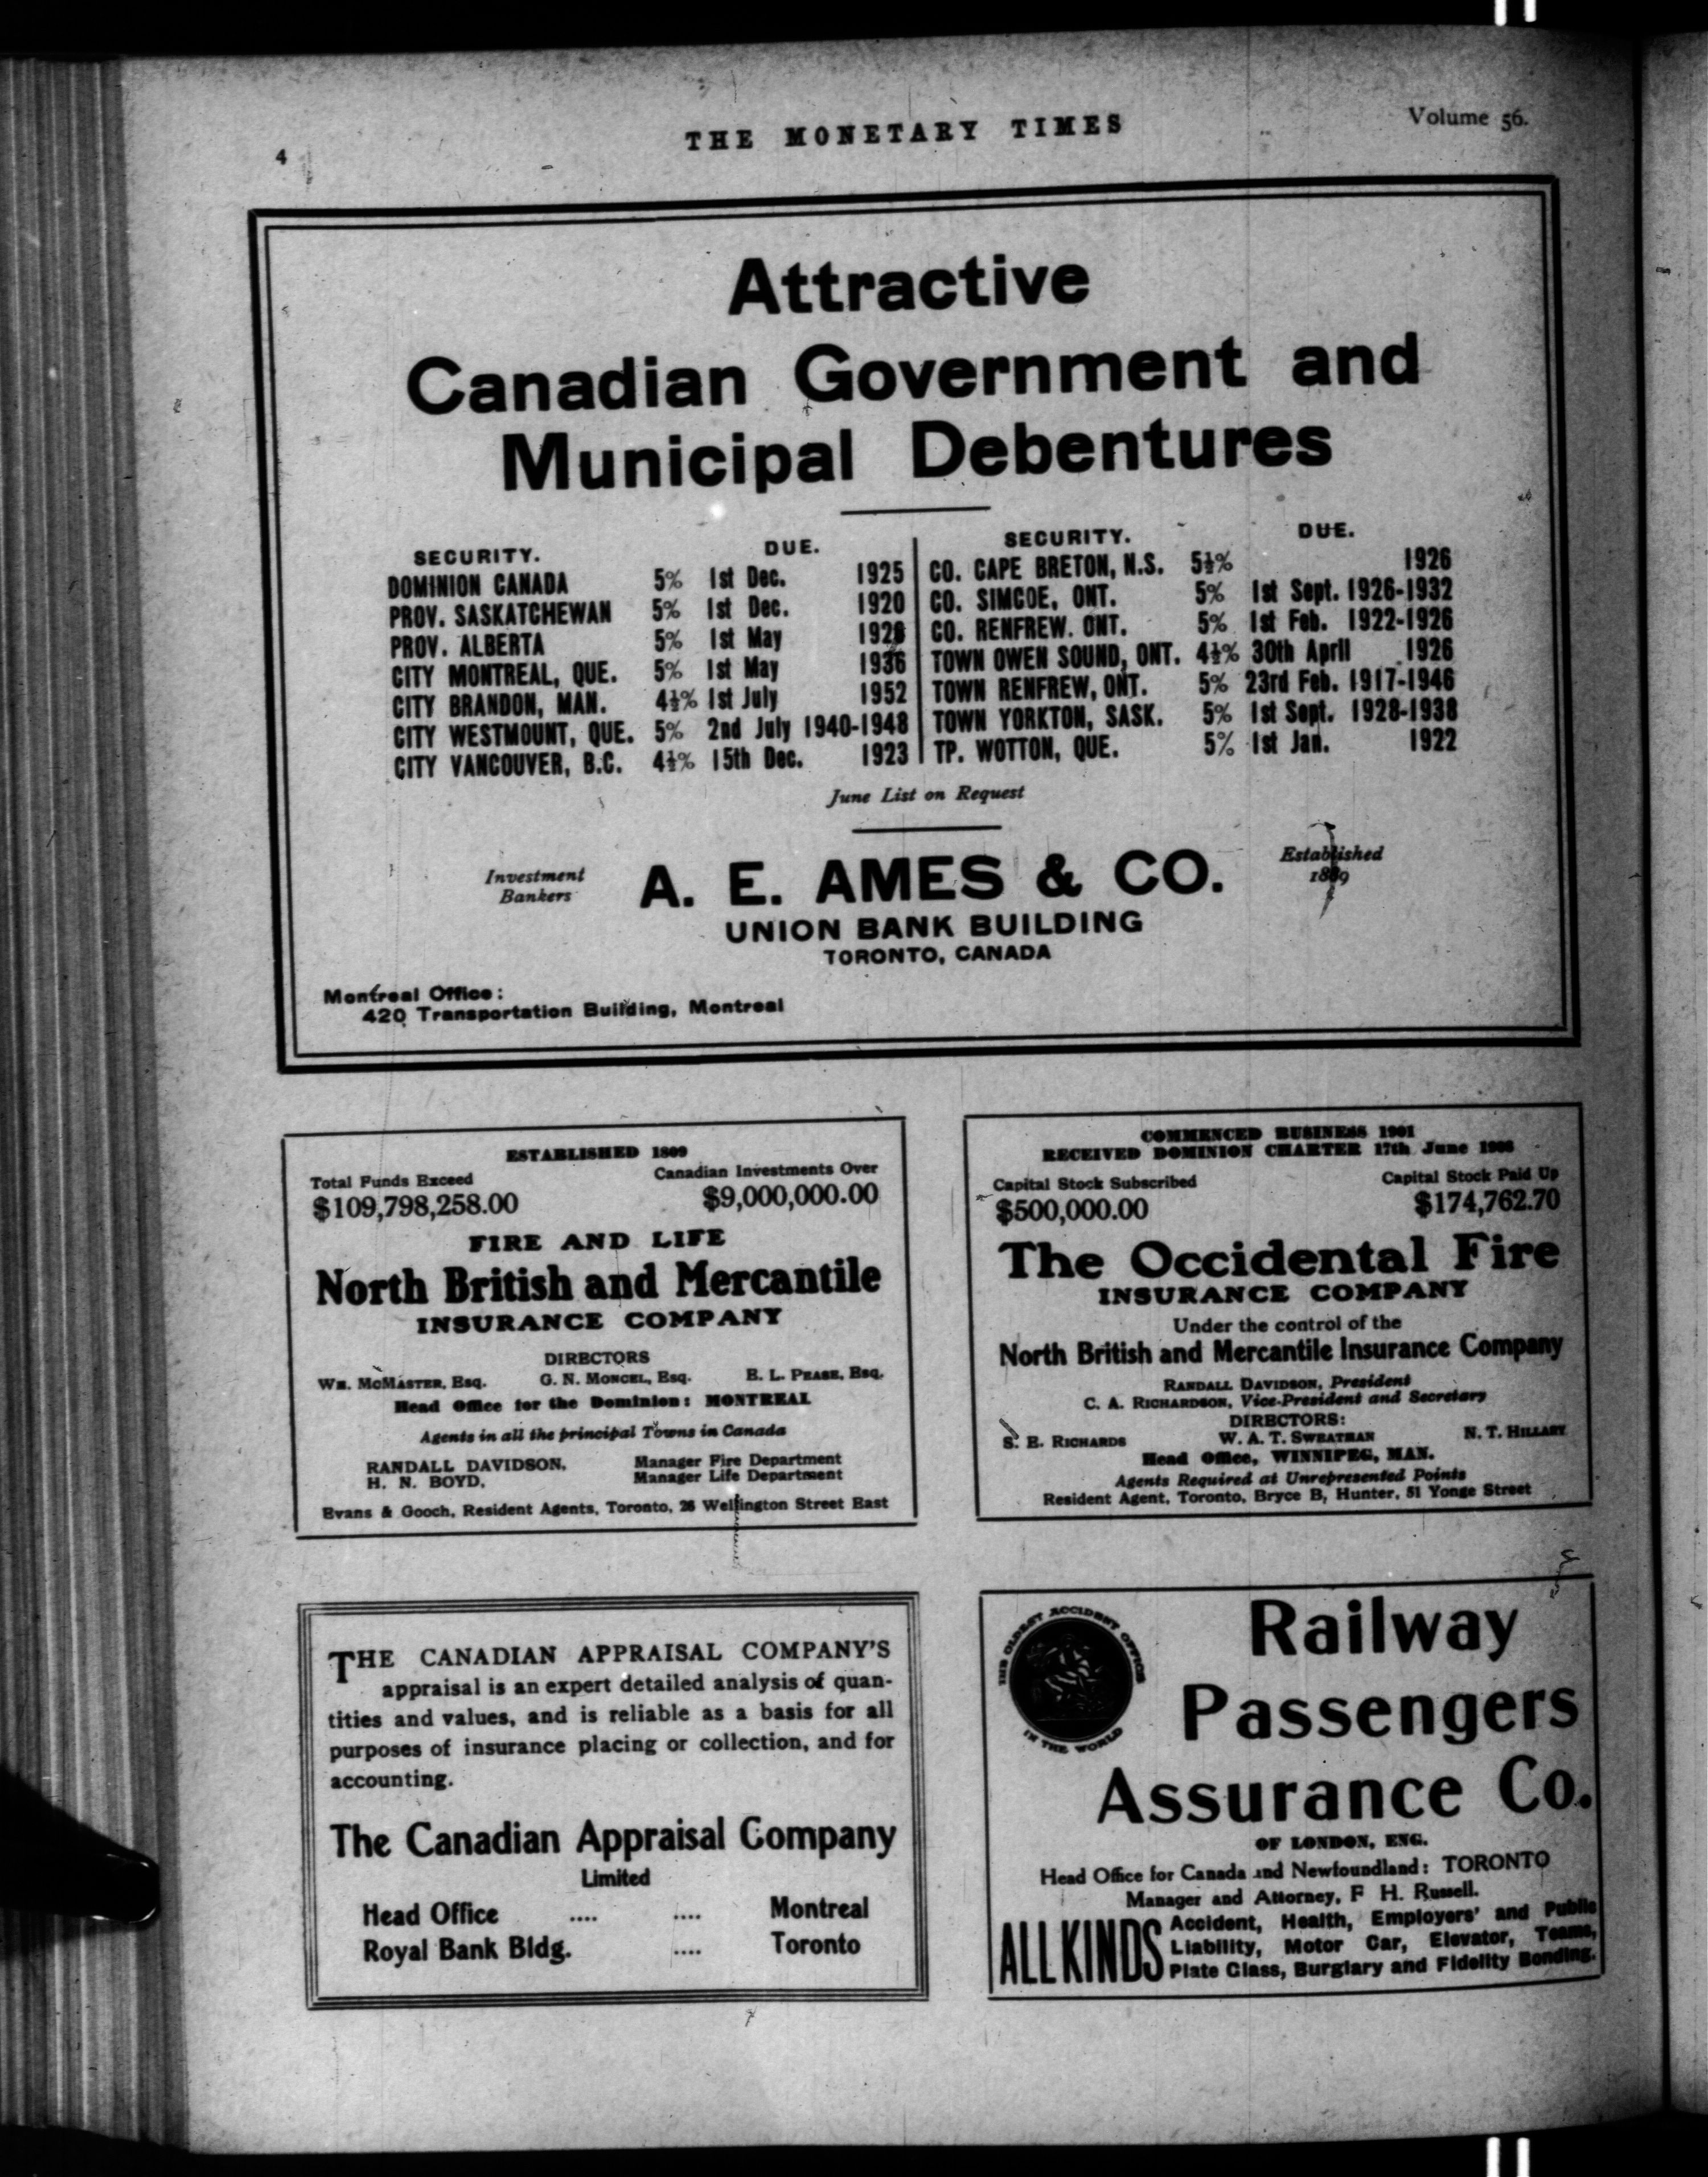 4
THE MONETARY TIMES
Volume 56.
Attractive
Canadian Government and
Municipal Debentures
SECURITY. DUE.
DOMINION CANADA 5% 1st Dec. 1925
PROV. SASKATCHEWAN 5% 1st Dec. 1920
PROV. ALBERTA 5% 1st May
CITY MONTREAL, QUE. 5% 1st May 1936
CITY BRANDON, MAN. 4½% 1st July 1952
CITY WESTMOUNT, QUE. 5% 2nd July 1940-1948
CITY VANCOUVER, B.C. 4½% 15th Dec. 1923
SECURITY. DUE.
CO. CAPE BRETON, N.S. 5½% 1926
CO. SIMCOE, ONT. 5% 1st Sept. 1926-1932
CO. RENFREW. ONT. 5% 1st Feb. 1922-1926
TOWN OWEN SOUND, ONT. 4½% 30th April 1926
TOWN RENFREW, ONT. 5% 23rd Feb. 1917-1946
TOWN YORKTON, SASK. 5% 1st Sept. 1928-1938
TP. WOTTON, QUE. 5% 1st Jan. 1922
June List on Request
Investment
Bankers
A. E. AMES & CO.
Established
1889
UNION BANK BUILDING
TORONTO, CANADA
Montreal Office:
420 Transportation Building, Montreal
ESTABLISHED 1809
Total Funds Exceed Canadian Investments Over
$109,798,258.00 $9,000,000.00
FIRE AND LIFE
North British and Mercantile
INSURANCE COMPANY
DIRECTORS
WM. MCMASTER, Esq. G. N. MONCEL, Esq. E. L. PEASE, Esq.
Head Office for the Dominion: MONTREAL
Agents in all the principal Towns in Canada
RANDALL DAVIDSON, Manager Fire Department
H. N. BOYD, Manager Life Department
Evans & Gooch, Resident Agents, Toronto, 26 Wellington Street East
COMMENCED BUSINESS 1901
RECEIVED DOMINION CHARTER 17th June 1908
Capital Stock Subscribed Capital Stock Paid Up
$500,000.00 $174,762.70
The Occidental Fire
INSURANCE COMPANY
Under the control of the
North British and Mercantile Insurance Company
RANDALL DAVIDSON, President
C. A. RICHARDSON, Vice-President and Secretary
DIRECTORS:
S. E. RICHARDS W. A. T. SWEATMAN N. T. HILLARY
Head Office, WINNIPEG, MAN.
Agents Required at Unrepresented Points
Resident Agent, Toronto, Bryce B, Hunter, 51 Yonge Street
THE CANADIAN APPRAISAL COMPANY'S
appraisal is an expert detailed analysis of quan-
tities and values, and is reliable as a basis for all
purposes of insurance placing or collection, and for
accounting.
The Canadian Appraisal Company
Limited
Head Office .... .... Montreal
Royal Bank Bldg. .... Toronto
THE OLDEST ACCIDENT OFFICE
IN THE WORLD
Railway
Passengers
Assurance Co.
OF LONDON, ENG.
Head Office for Canada and Newfoundland: TORONTO
Manager and Attorney, F H. Russell.
ALL KINDS
Accident, Health, Employers' and Public
Liability, Motor Car, Elevator, Teams,
Plate Glass, Burglary and Fidelity Bonding.